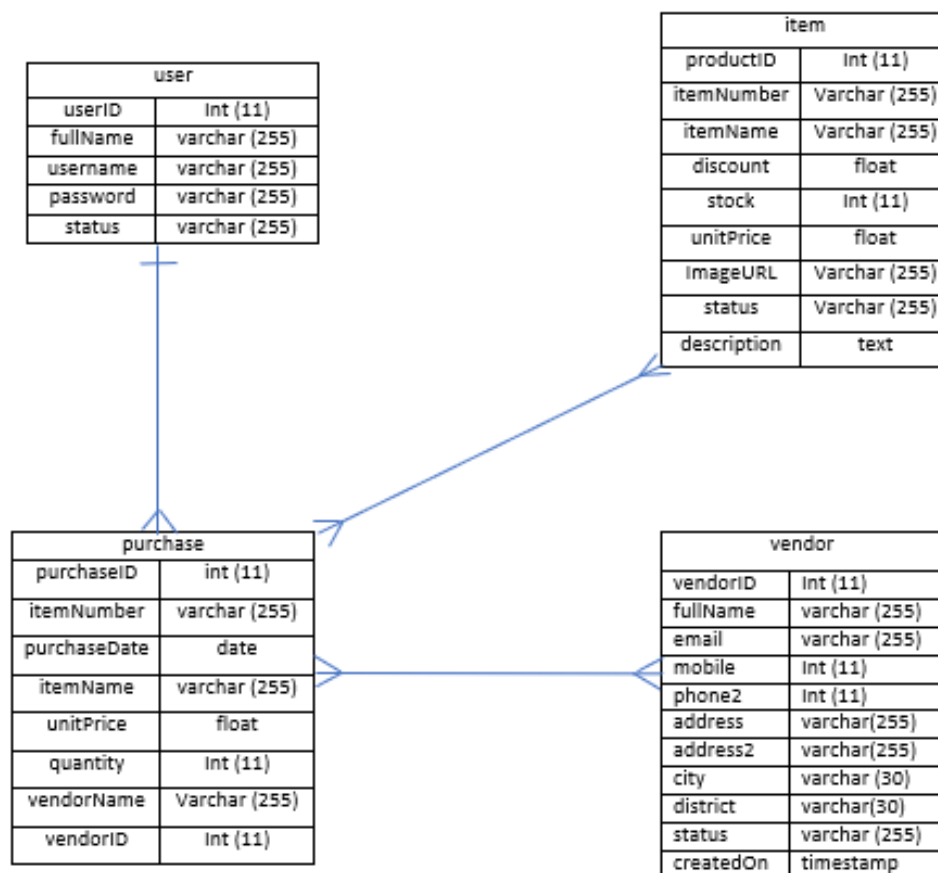 user
userID Int (11)
fullName varchar (255)
username varchar (255)
password varchar (255)
status varchar (255)
item
productID Int (11)
itemNumber Varchar (255)
itemName Varchar (255)
discount float
stock Int (11)
unitPrice float
ImageURL Varchar (255)
status Varchar (255)
description text
purchase
purchaseID int (11)
itemNumber varchar (255)
purchaseDate date
itemName varchar (255)
unitPrice float
quantity Int (11)
vendorName Varchar (255)
vendorID Int (11)
vendor
vendorID Int (11)
fullName varchar (255)
email varchar (255)
mobile Int (11)
phone2 Int (11)
address varchar(255)
address2 varchar(255)
city varchar (30)
district varchar(30)
status varchar (255)
createdOn timestamp